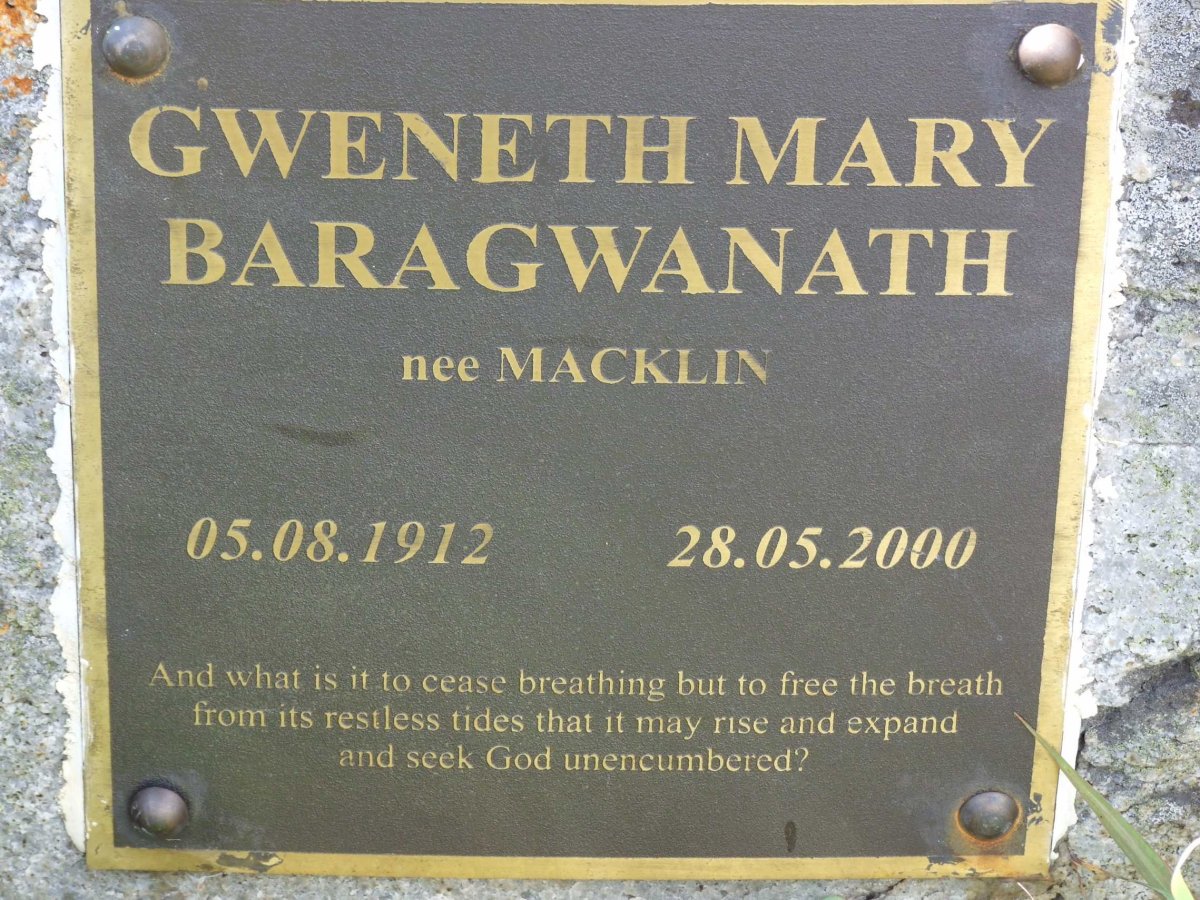 GWENETH MARY
BARAGWANATH
nee MACKLIN
05.08.1912 28.05.2000
And what is it to cease breathing but to free the breath
from its restless tides that it may rise and expand
and seek God unencumbered?